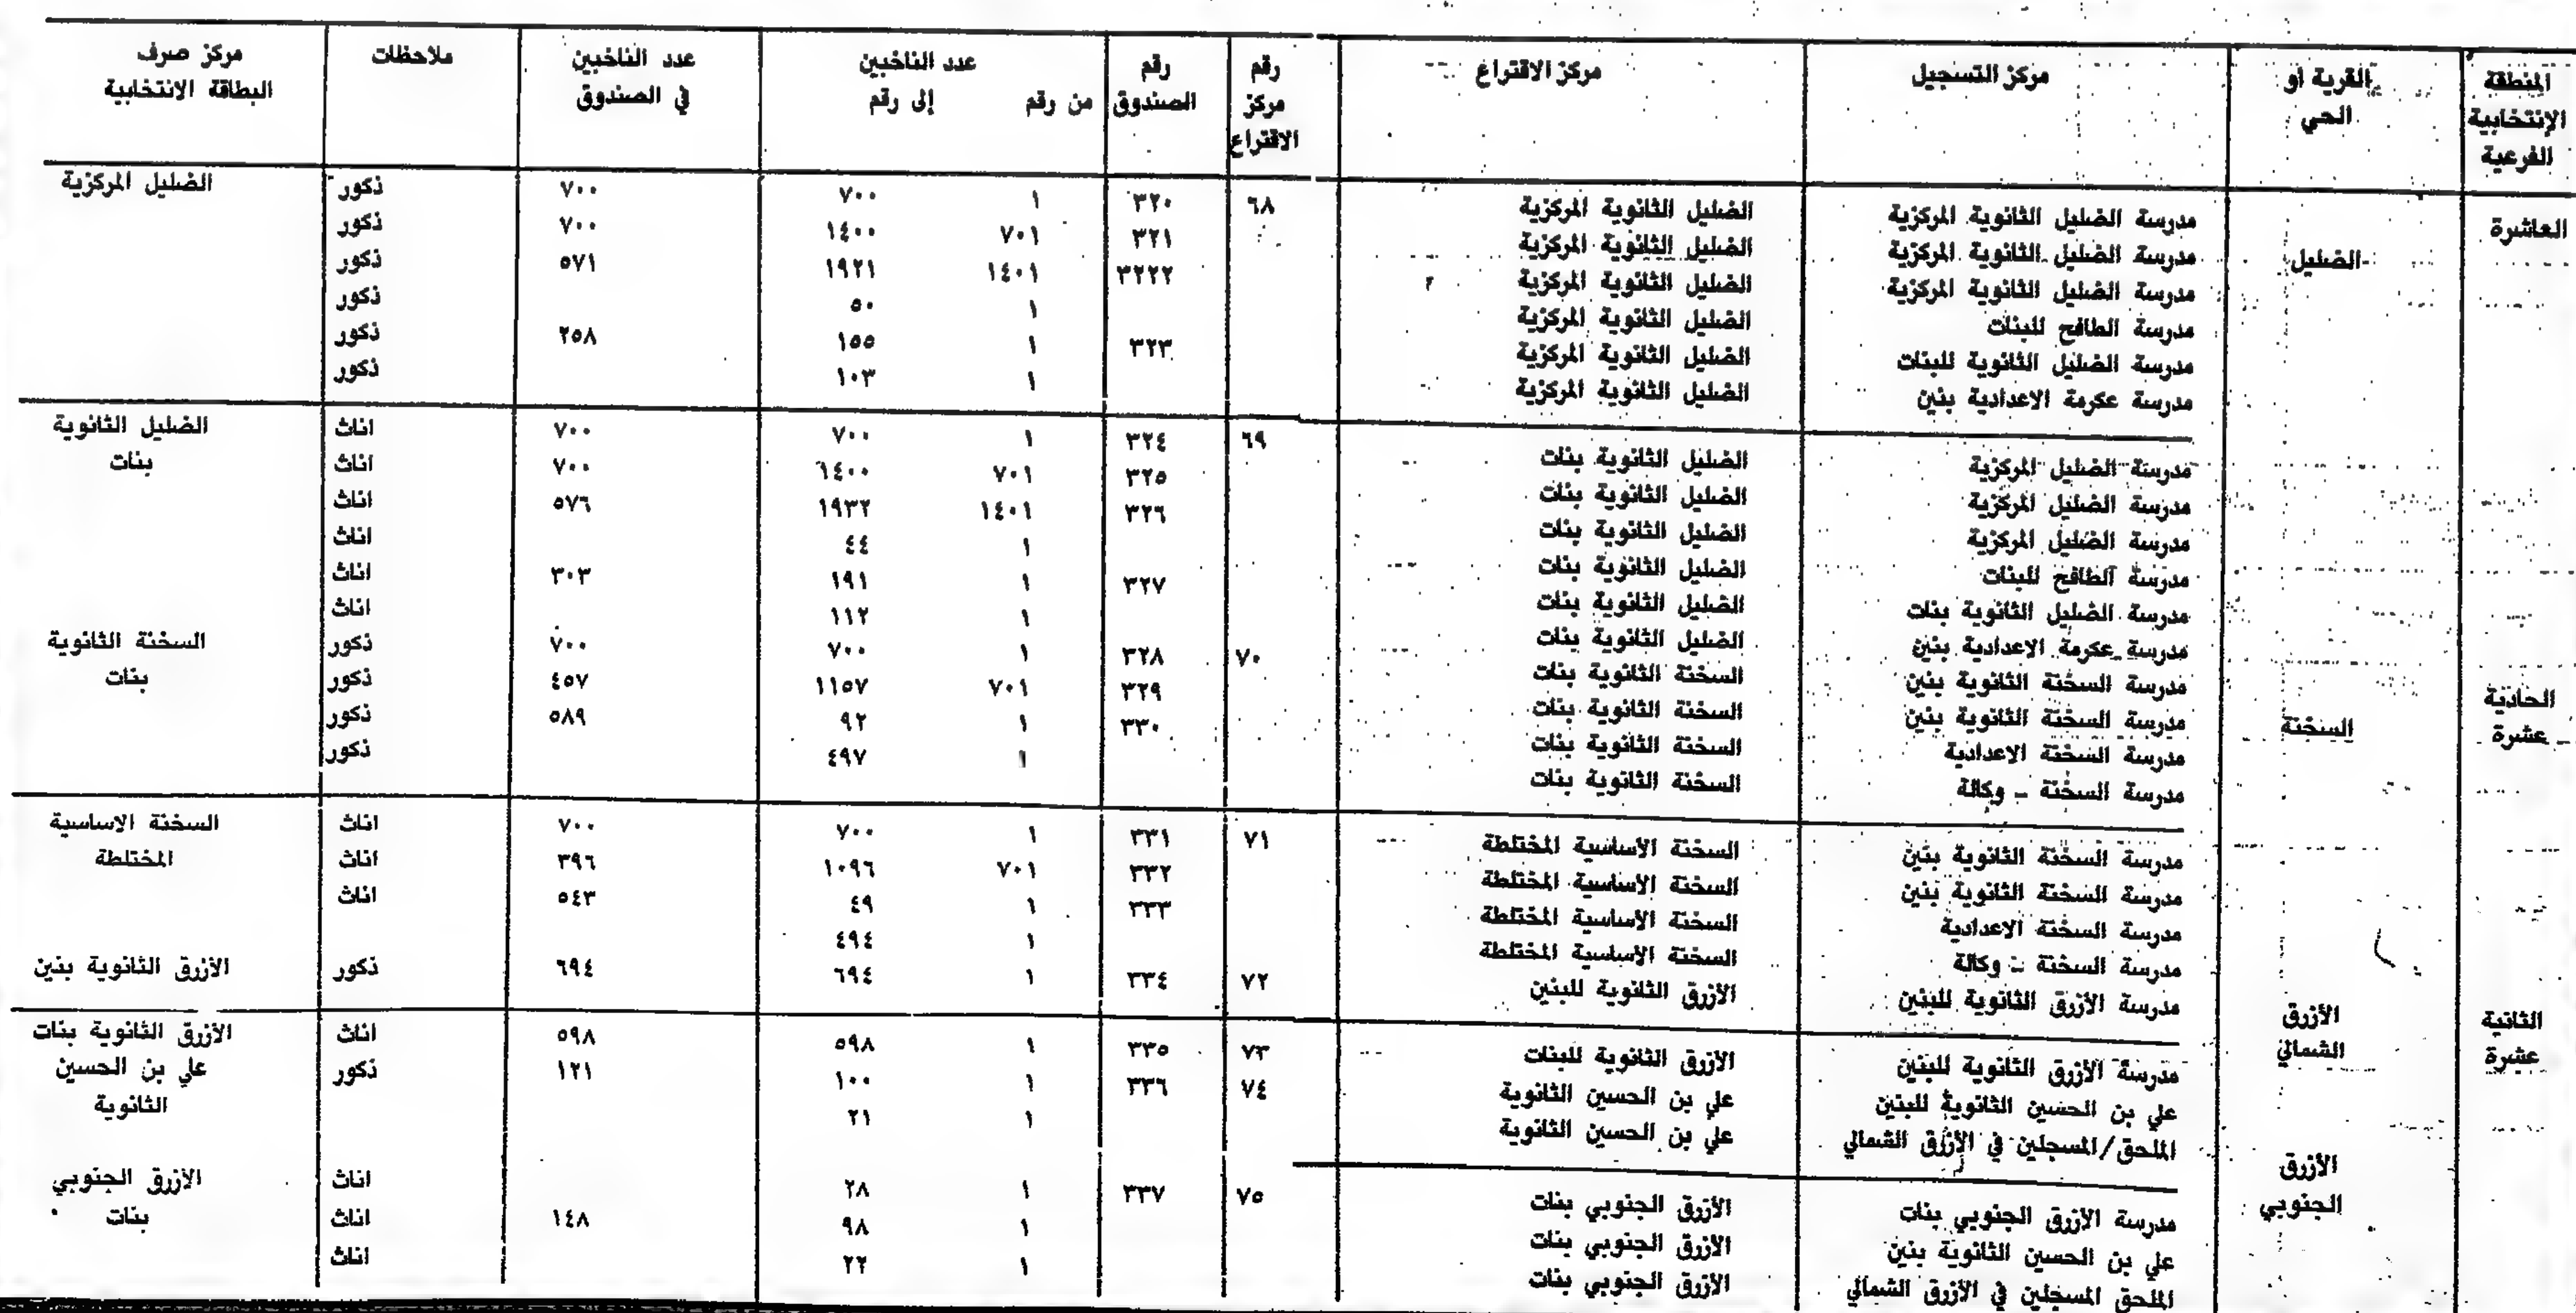 المنطقة الإنتخابية الفرعية | القرية او الحي | مركز التسجيل | مركز الاقتراع | رقم مركز الاقتراع | رقم الصندوق | عدد الناخبين من رقم | إلى رقم | عدد الناخبين في الصندوق | ملاحظات | مركز صرف البطاقة الانتخابية
العاشرة | الضليل | مدرسة الضليل الثانوية المركزية | الضليل الثانوية المركزية | ٦٨ | ٣٢٠ | ١ | ٧٠٠ | ٧٠٠ | ذكور | الضليل المركزية
مدرسة الضليل الثانوية المركزية | الضليل الثانوية المركزية | ٣٢١ | ٧٠١ | ١٤٠٠ | ٧٠٠ | ذكور
مدرسة الضليل الثانوية المركزية | الضليل الثانوية المركزية | ٣٢٢٢ | ١٤٠١ | ١٩٢١ | ٥٧١ | ذكور
مدرسة الطافح للبنات | الضليل الثانوية المركزية | ١ | ٥٠ | ذكور
مدرسة الضليل الثانوية للبنات | الضليل الثانوية المركزية | ٣٢٣ | ١ | ١٥٥ | ٢٥٨ | ذكور
مدرسة عكرمة الاعدادية بنين | الضليل الثانوية المركزية | ١ | ١٠٣ | ذكور
مدرسة الضليل المركزية | الضليل الثانوية بنات | ٦٩ | ٣٢٤ | ١ | ٧٠٠ | ٧٠٠ | اناث | الضليل الثانوية بنات
مدرسة الضليل المركزية | الضليل الثانوية بنات | ٣٢٥ | ٧٠١ | ١٤٠٠ | ٧٠٠ | اناث
مدرسة الضليل المركزية | الضليل الثانوية بنات | ٣٢٦ | ١٤٠١ | ١٩٣٢ | ٥٧٦ | اناث
مدرسة الطافح للبنات | الضليل الثانوية بنات | ١ | ٤٤ | اناث
مدرسة الضليل الثانوية بنات | الضليل الثانوية بنات | ٣٢٧ | ١ | ١٩١ | ٣٠٣ | اناث
مدرسة عكرمة الاعدادية بنين | الضليل الثانوية بنات | ١ | ١١٢ | اناث
الحادية عشرة | السخنة | مدرسة السخنة الثانوية بنين | السخنة الثانوية بنات | ٧٠ | ٣٢٨ | ١ | ٧٠٠ | ٧٠٠ | ذكور | السخنة الثانوية بنات
مدرسة السخنة الثانوية بنين | السخنة الثانوية بنات | ٣٢٩ | ٧٠١ | ١١٥٧ | ٤٥٧ | ذكور
مدرسة السخنة الاعدادية | السخنة الثانوية بنات | ٣٣٠ | ١ | ٩٢ | ٥٨٩ | ذكور
مدرسة السخنة - وكالة | السخنة الثانوية بنات | ١ | ٤٩٧ | ذكور
مدرسة السخنة الثانوية بنين | السخنة الأساسية المختلطة | ٧١ | ٣٣١ | ١ | ٧٠٠ | ٧٠٠ | اناث | السخنة الاساسية المختلطة
مدرسة السخنة الثانوية بنين | السخنة الأساسية المختلطة | ٣٣٢ | ٧٠١ | ١٠٩٦ | ٣٩٦ | اناث
مدرسة السخنة الاعدادية | السخنة الأساسية المختلطة | ٣٣٣ | ١ | ٤٩ | ٥٤٣ | اناث
مدرسة السخنة - وكالة | السخنة الأساسية المختلطة | ١ | ٤٩٤
الثانية عشرة | الأزرق الشمالي | مدرسة الأزرق الثانوية للبنين | الأزرق الثانوية للبنين | ٧٢ | ٣٣٤ | ١ | ٦٩٤ | ٦٩٤ | ذكور | الأزرق الثانوية بنين
مدرسة الأزرق الثانوية للبنين | الأزرق الثانوية للبنات | ٧٣ | ٣٣٥ | ١ | ٥٩٨ | ٥٩٨ | اناث | الأزرق الثانوية بنات
علي بن الحسين الثانوية للبنين | علي بن الحسين الثانوية | ٧٤ | ٣٣٦ | ١ | ١٠٠ | ١٢١ | ذكور | علي بن الحسين الثانوية
الملحق/المسجلين في الأزرق الشمالي | علي بن الحسين الثانوية | ١ | ٢١
الأزرق الجنوبي | مدرسة الأزرق الجنوبي بنات | الأزرق الجنوبي بنات | ٧٥ | ٣٣٧ | ١ | ٢٨ | اناث | الأزرق الجنوبي بنات
علي بن الحسين الثانوية بنين | الأزرق الجنوبي بنات | ١ | ٩٨ | ١٤٨ | اناث
الملحق المسجلين في الأزرق الشمالي | الأزرق الجنوبي بنات | ١ | ٢٢ | اناث